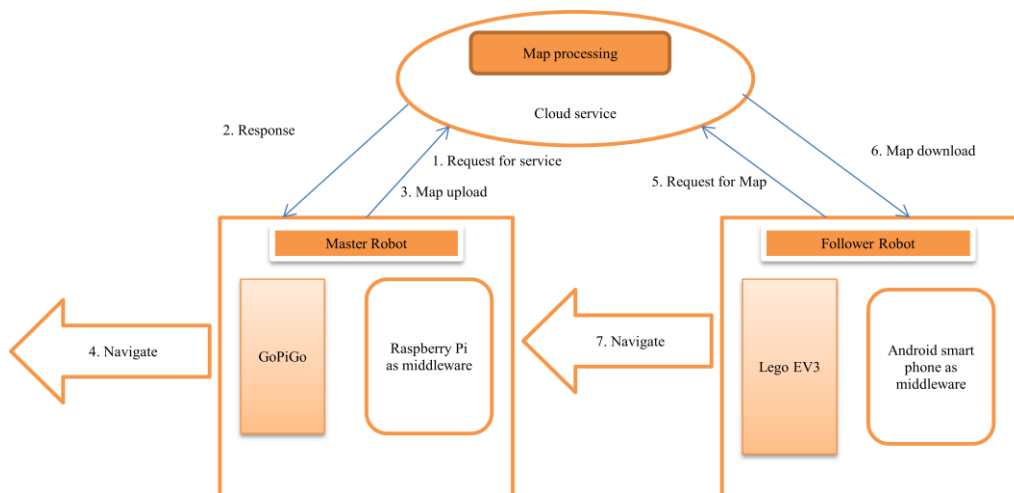 Map processing
Cloud service
2. Response
1. Request for service
3. Map upload
6. Map download
5. Request for Map
Master Robot
Follower Robot
4. Navigate
GoPiGo
Raspberry Pi
as middleware
7. Navigate
Lego EV3
Android smart
phone as
middleware